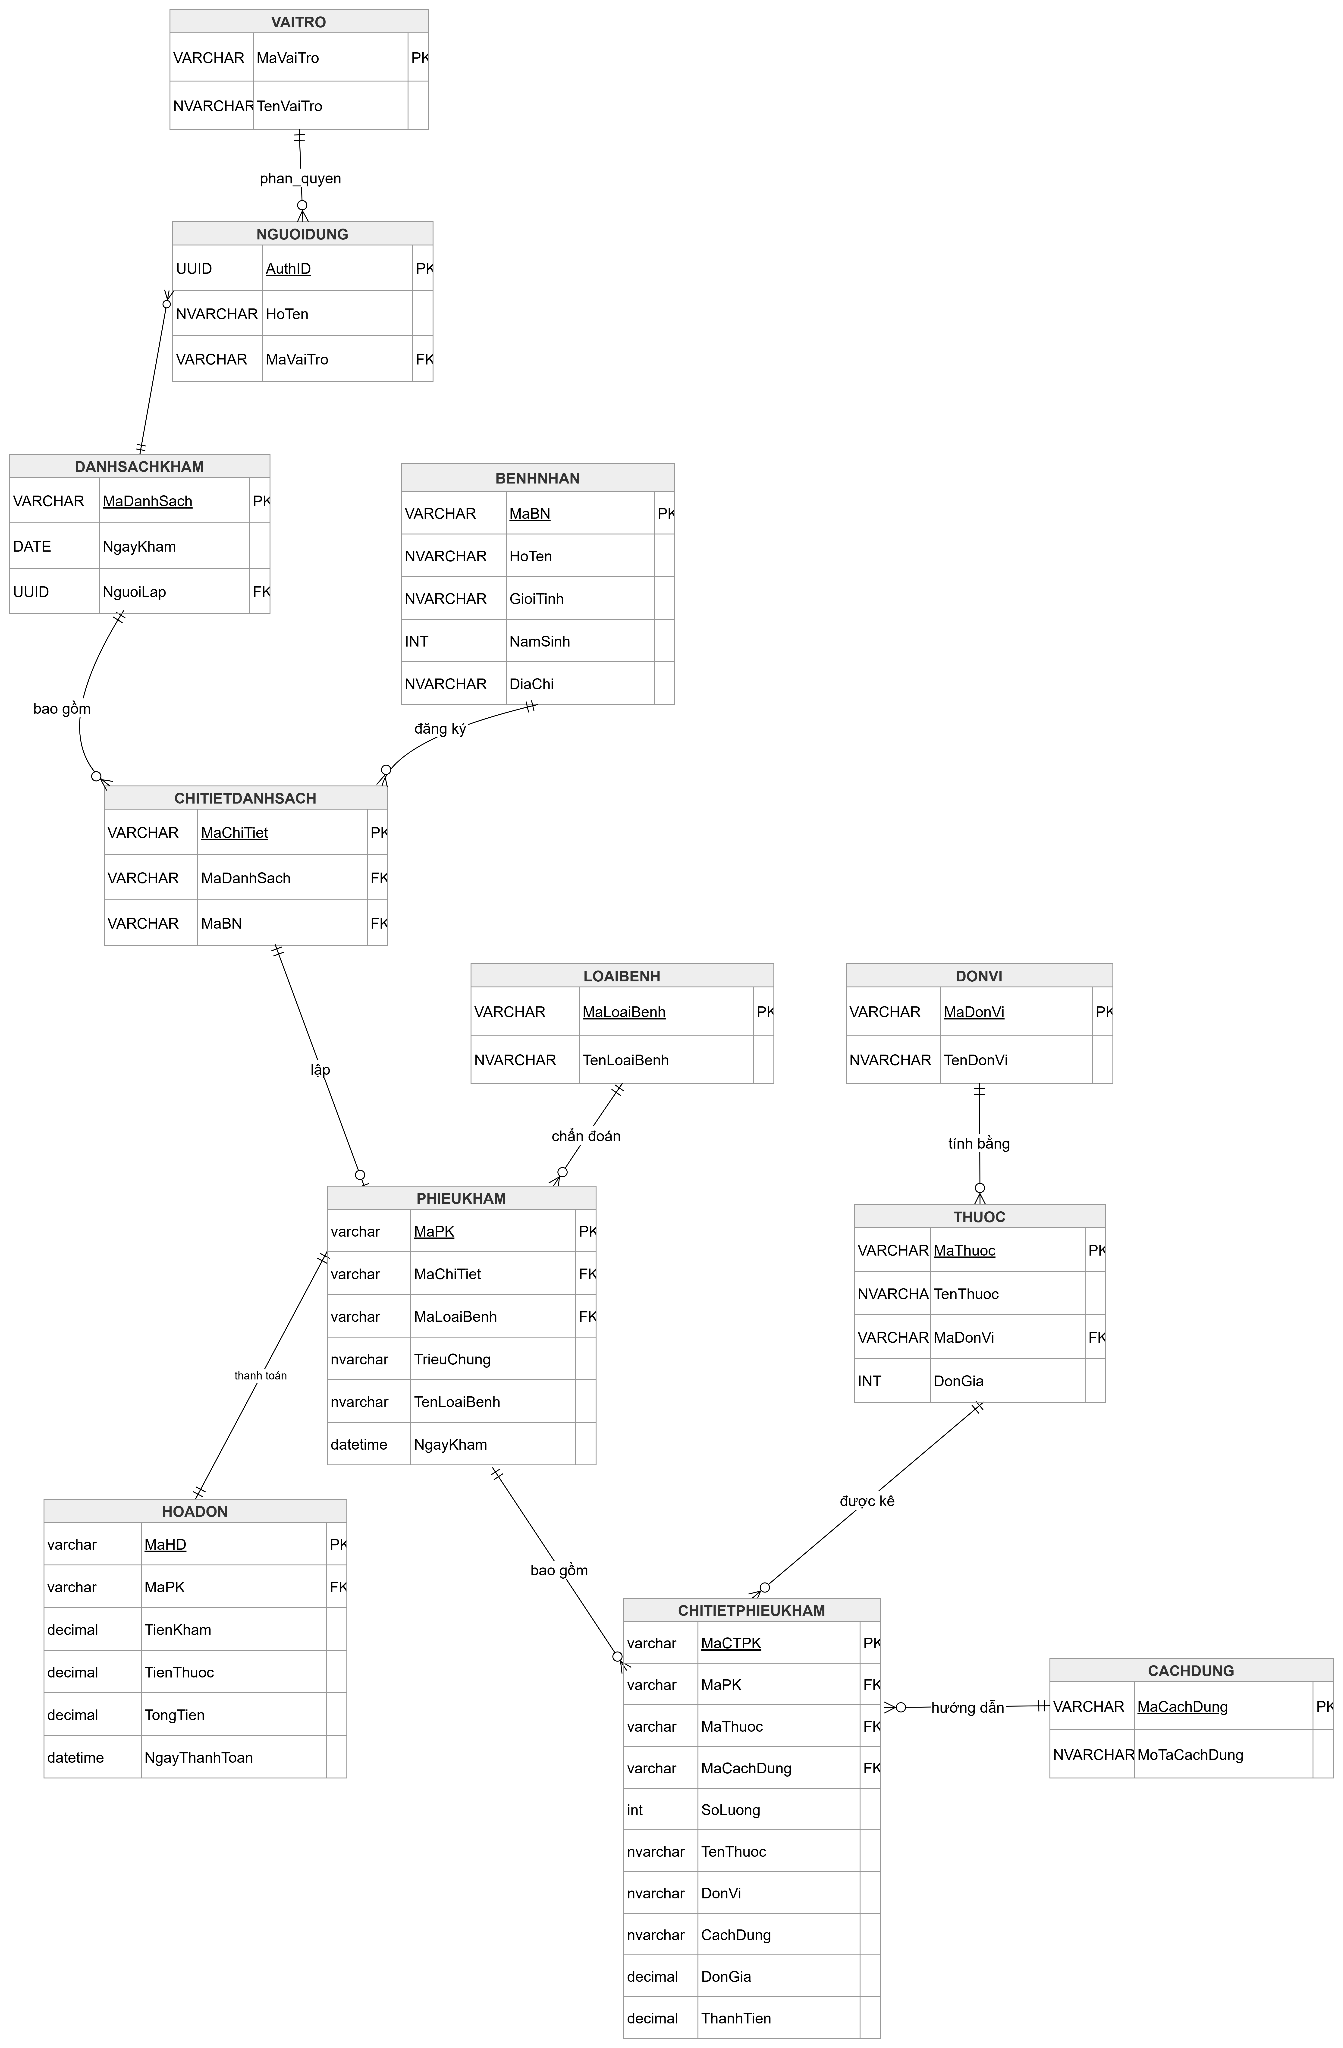 VAITRO
VARCHAR MaVaiTro PK
NVARCHAR TenVaiTro
phan_quyen
NGUOIDUNG
UUID AuthID PK
NVARCHAR HoTen
VARCHAR MaVaiTro FK
DANHSACHKHAM
VARCHAR MaDanhSach PK
DATE NgayKham
UUID NguoiLap FK
BENHNHAN
VARCHAR MaBN PK
NVARCHAR HoTen
NVARCHAR GioiTinh
INT NamSinh
NVARCHAR DiaChi
bao gồm
đăng ký
CHITIETDANHSACH
VARCHAR MaChiTiet PK
VARCHAR MaDanhSach FK
VARCHAR MaBN FK
lập
LOAIBENH
VARCHAR MaLoaiBenh PK
NVARCHAR TenLoaiBenh
DONVI
VARCHAR MaDonVi PK
NVARCHAR TenDonVi
chẩn đoán
tính bằng
PHIEUKHAM
varchar MaPK PK
varchar MaChiTiet FK
varchar MaLoaiBenh FK
nvarchar TrieuChung
nvarchar TenLoaiBenh
datetime NgayKham
THUOC
VARCHAR MaThuoc PK
NVARCHA TenThuoc
VARCHAR MaDonVi FK
INT DonGia
thanh toán
HOADON
varchar MaHD PK
varchar MaPK FK
decimal TienKham
decimal TienThuoc
decimal TongTien
datetime NgayThanhToan
được kê
bao gồm
CHITIETPHIEUKHAM
varchar MaCTPK PK
varchar MaPK FK
varchar MaThuoc FK
varchar MaCachDung FK
int SoLuong
nvarchar TenThuoc
nvarchar DonVi
nvarchar CachDung
decimal DonGia
decimal ThanhTien
hướng dẫn
CACHDUNG
VARCHAR MaCachDung PK
NVARCHAR MoTaCachDung